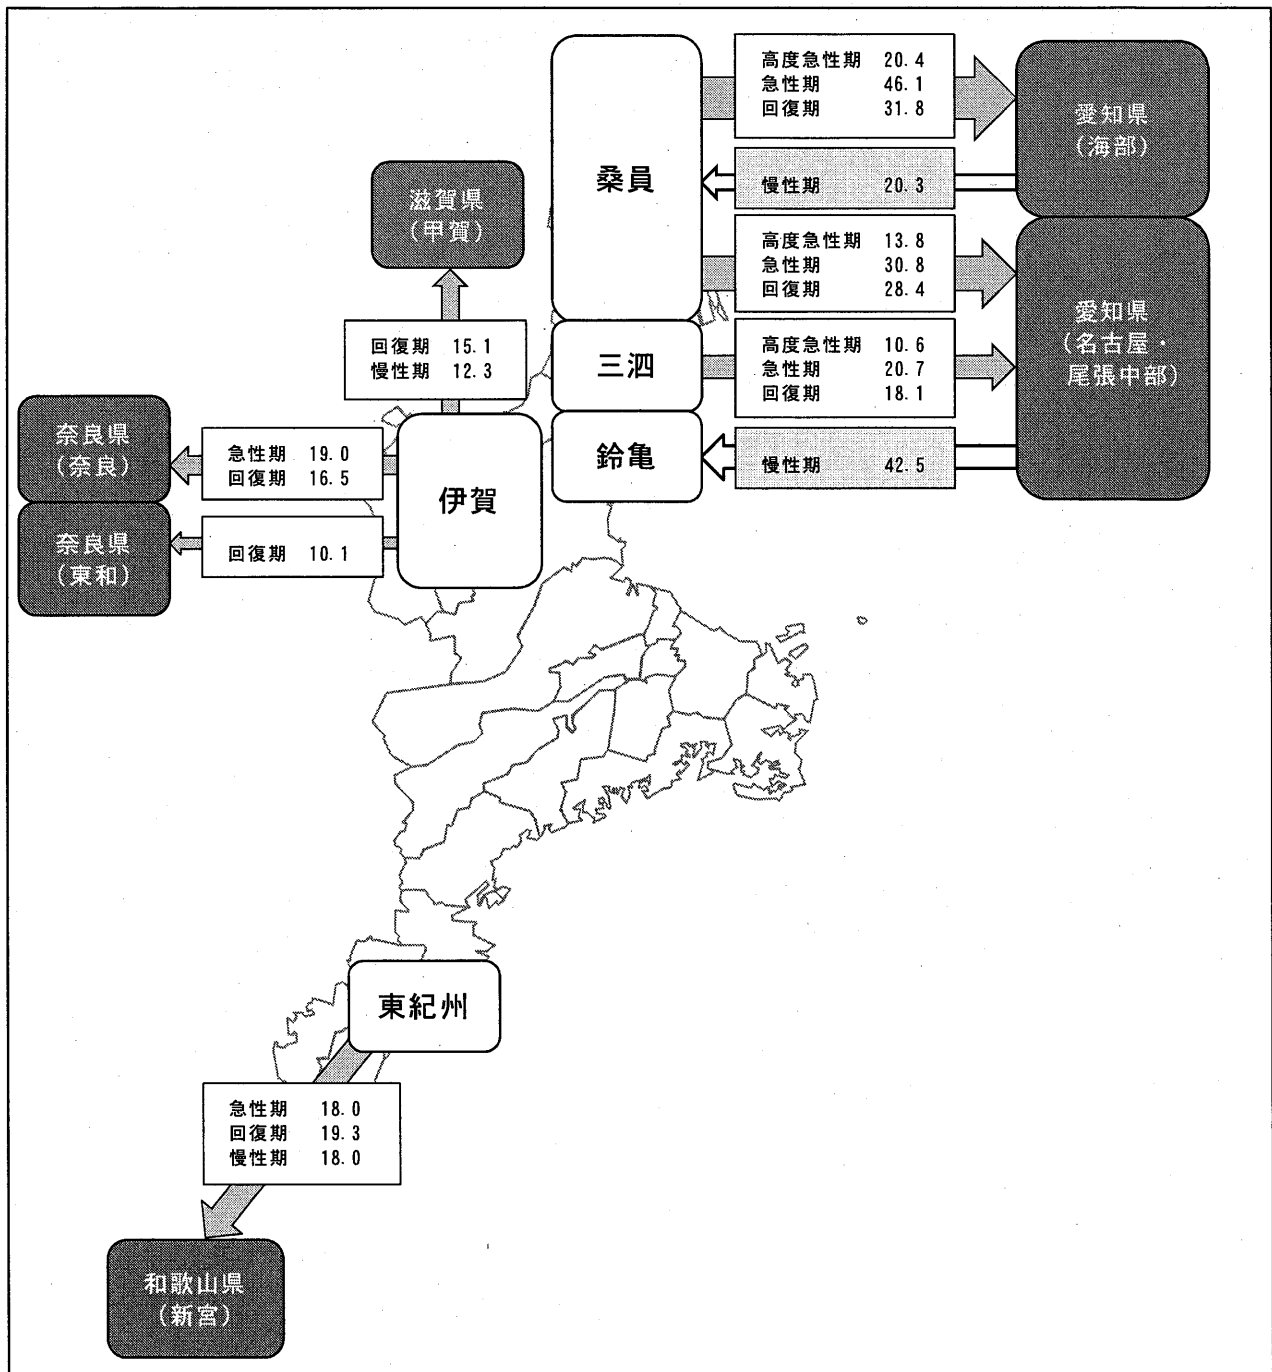 高度急性期 20.4
急性期 46.1
回復期 31.8
愛知県
(海部)
桑員
慢性期 20.3
滋賀県
(甲賀)
高度急性期 13.8
急性期 30.8
回復期 28.4
愛知県
(名古屋・
尾張中部)
回復期 15.1
慢性期 12.3
三泗
高度急性期 10.6
急性期 20.7
回復期 18.1
奈良県
(奈良)
急性期 19.0
回復期 16.5
鈴亀
慢性期 42.5
伊賀
奈良県
(東和)
回復期 10.1
東紀州
急性期 18.0
回復期 19.3
慢性期 18.0
和歌山県
(新宮)